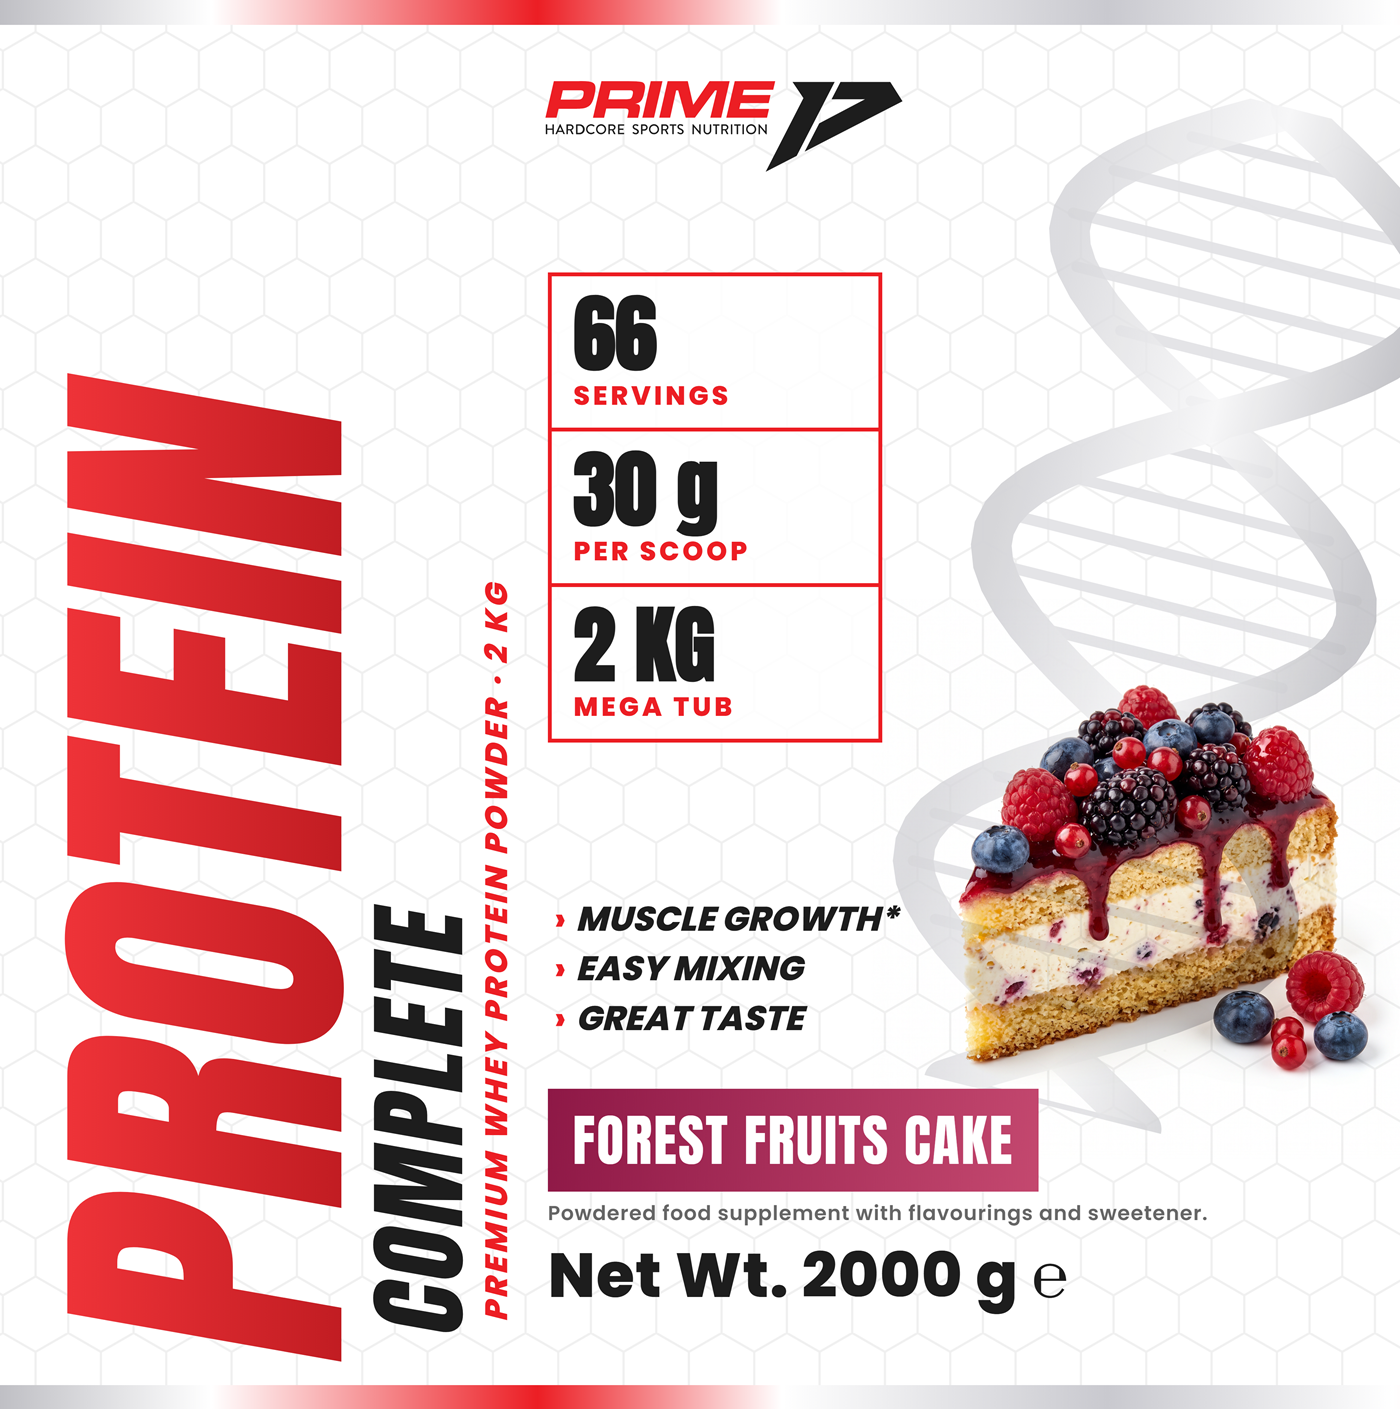 PRIME
HARDCORE SPORTS NUTRITION
17
66
SERVINGS
30 g
PER SCOOP
2 KG
MEGA TUB
PROTEIN
COMPLETE
PREMIUM WHEY PROTEIN POWDER · 2 KG
› MUSCLE GROWTH*
› EASY MIXING
› GREAT TASTE
FOREST FRUITS CAKE
Powdered food supplement with flavourings and sweetener.
Net Wt. 2000 g ℮